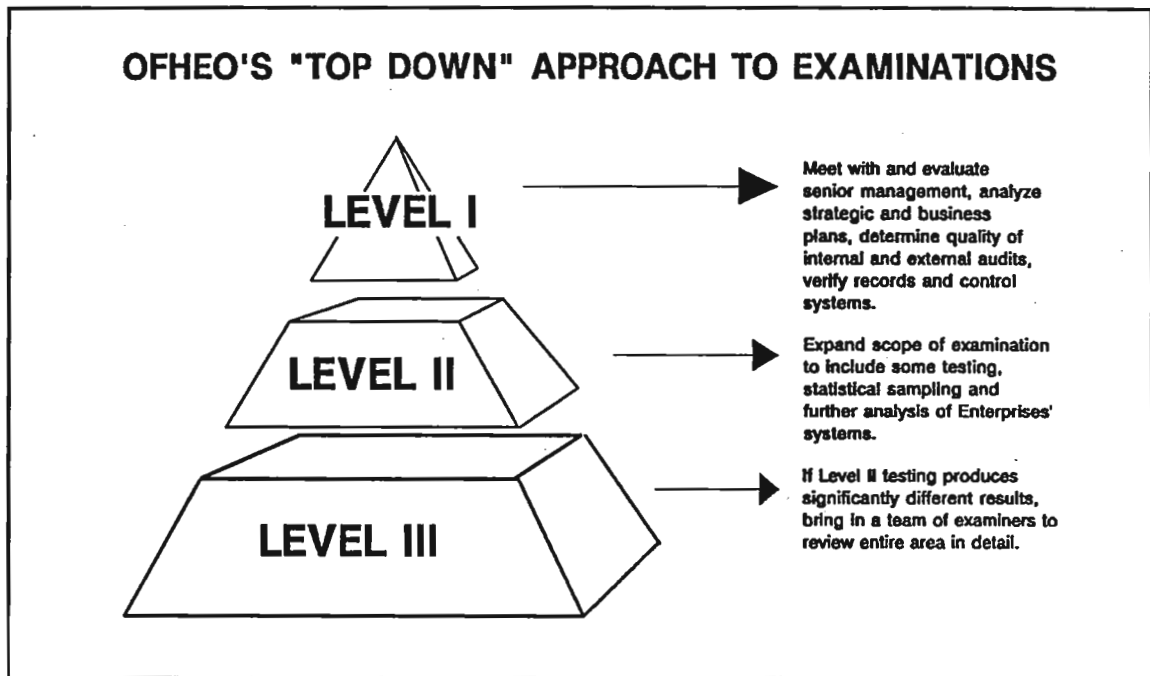 OFHEO'S "TOP DOWN" APPROACH TO EXAMINATIONS
LEVEL I
Meet with and evaluate
senior management, analyze
strategic and business
plans, determine quality of
internal and external audits,
verify records and control
systems.
LEVEL II
Expand scope of examination
to include some testing,
statistical sampling and
further analysis of Enterprises'
systems.
LEVEL III
If Level II testing produces
significantly different results,
bring in a team of examiners to
review entire area in detail.